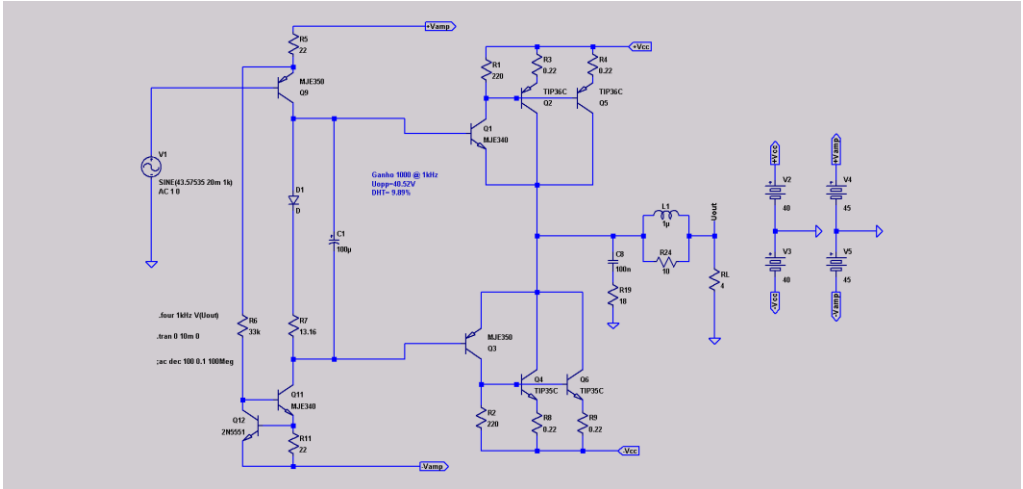 +Vamp
R5
22
MJE350
Q9
V1
SINE(43.57535 20m 1k)
AC 1 0
D1
D
C1
100µ
Ganho 1000 @ 1kHz
Uopp=40.52V
DHT= 9.89%
.four 1kHz V(Uout)
.tran 0 10m 0
;ac dec 100 0.1 100Meg
R6
33k
R7
13.16
Q11
MJE340
Q12
2N5551
R11
22
-Vamp
+Vcc
R1
220
R3
0.22
R4
0.22
TIP36C
Q2
TIP36C
Q5
Q1
MJE340
L1
1µ
R24
10
Uout
C8
100n
R19
18
RL
4
MJE350
Q3
Q4
TIP35C
Q6
TIP35C
R2
220
R8
0.22
R9
0.22
-Vcc
+Vcc
V2
40
V3
40
-Vcc
+Vamp
V4
45
V5
45
-Vamp